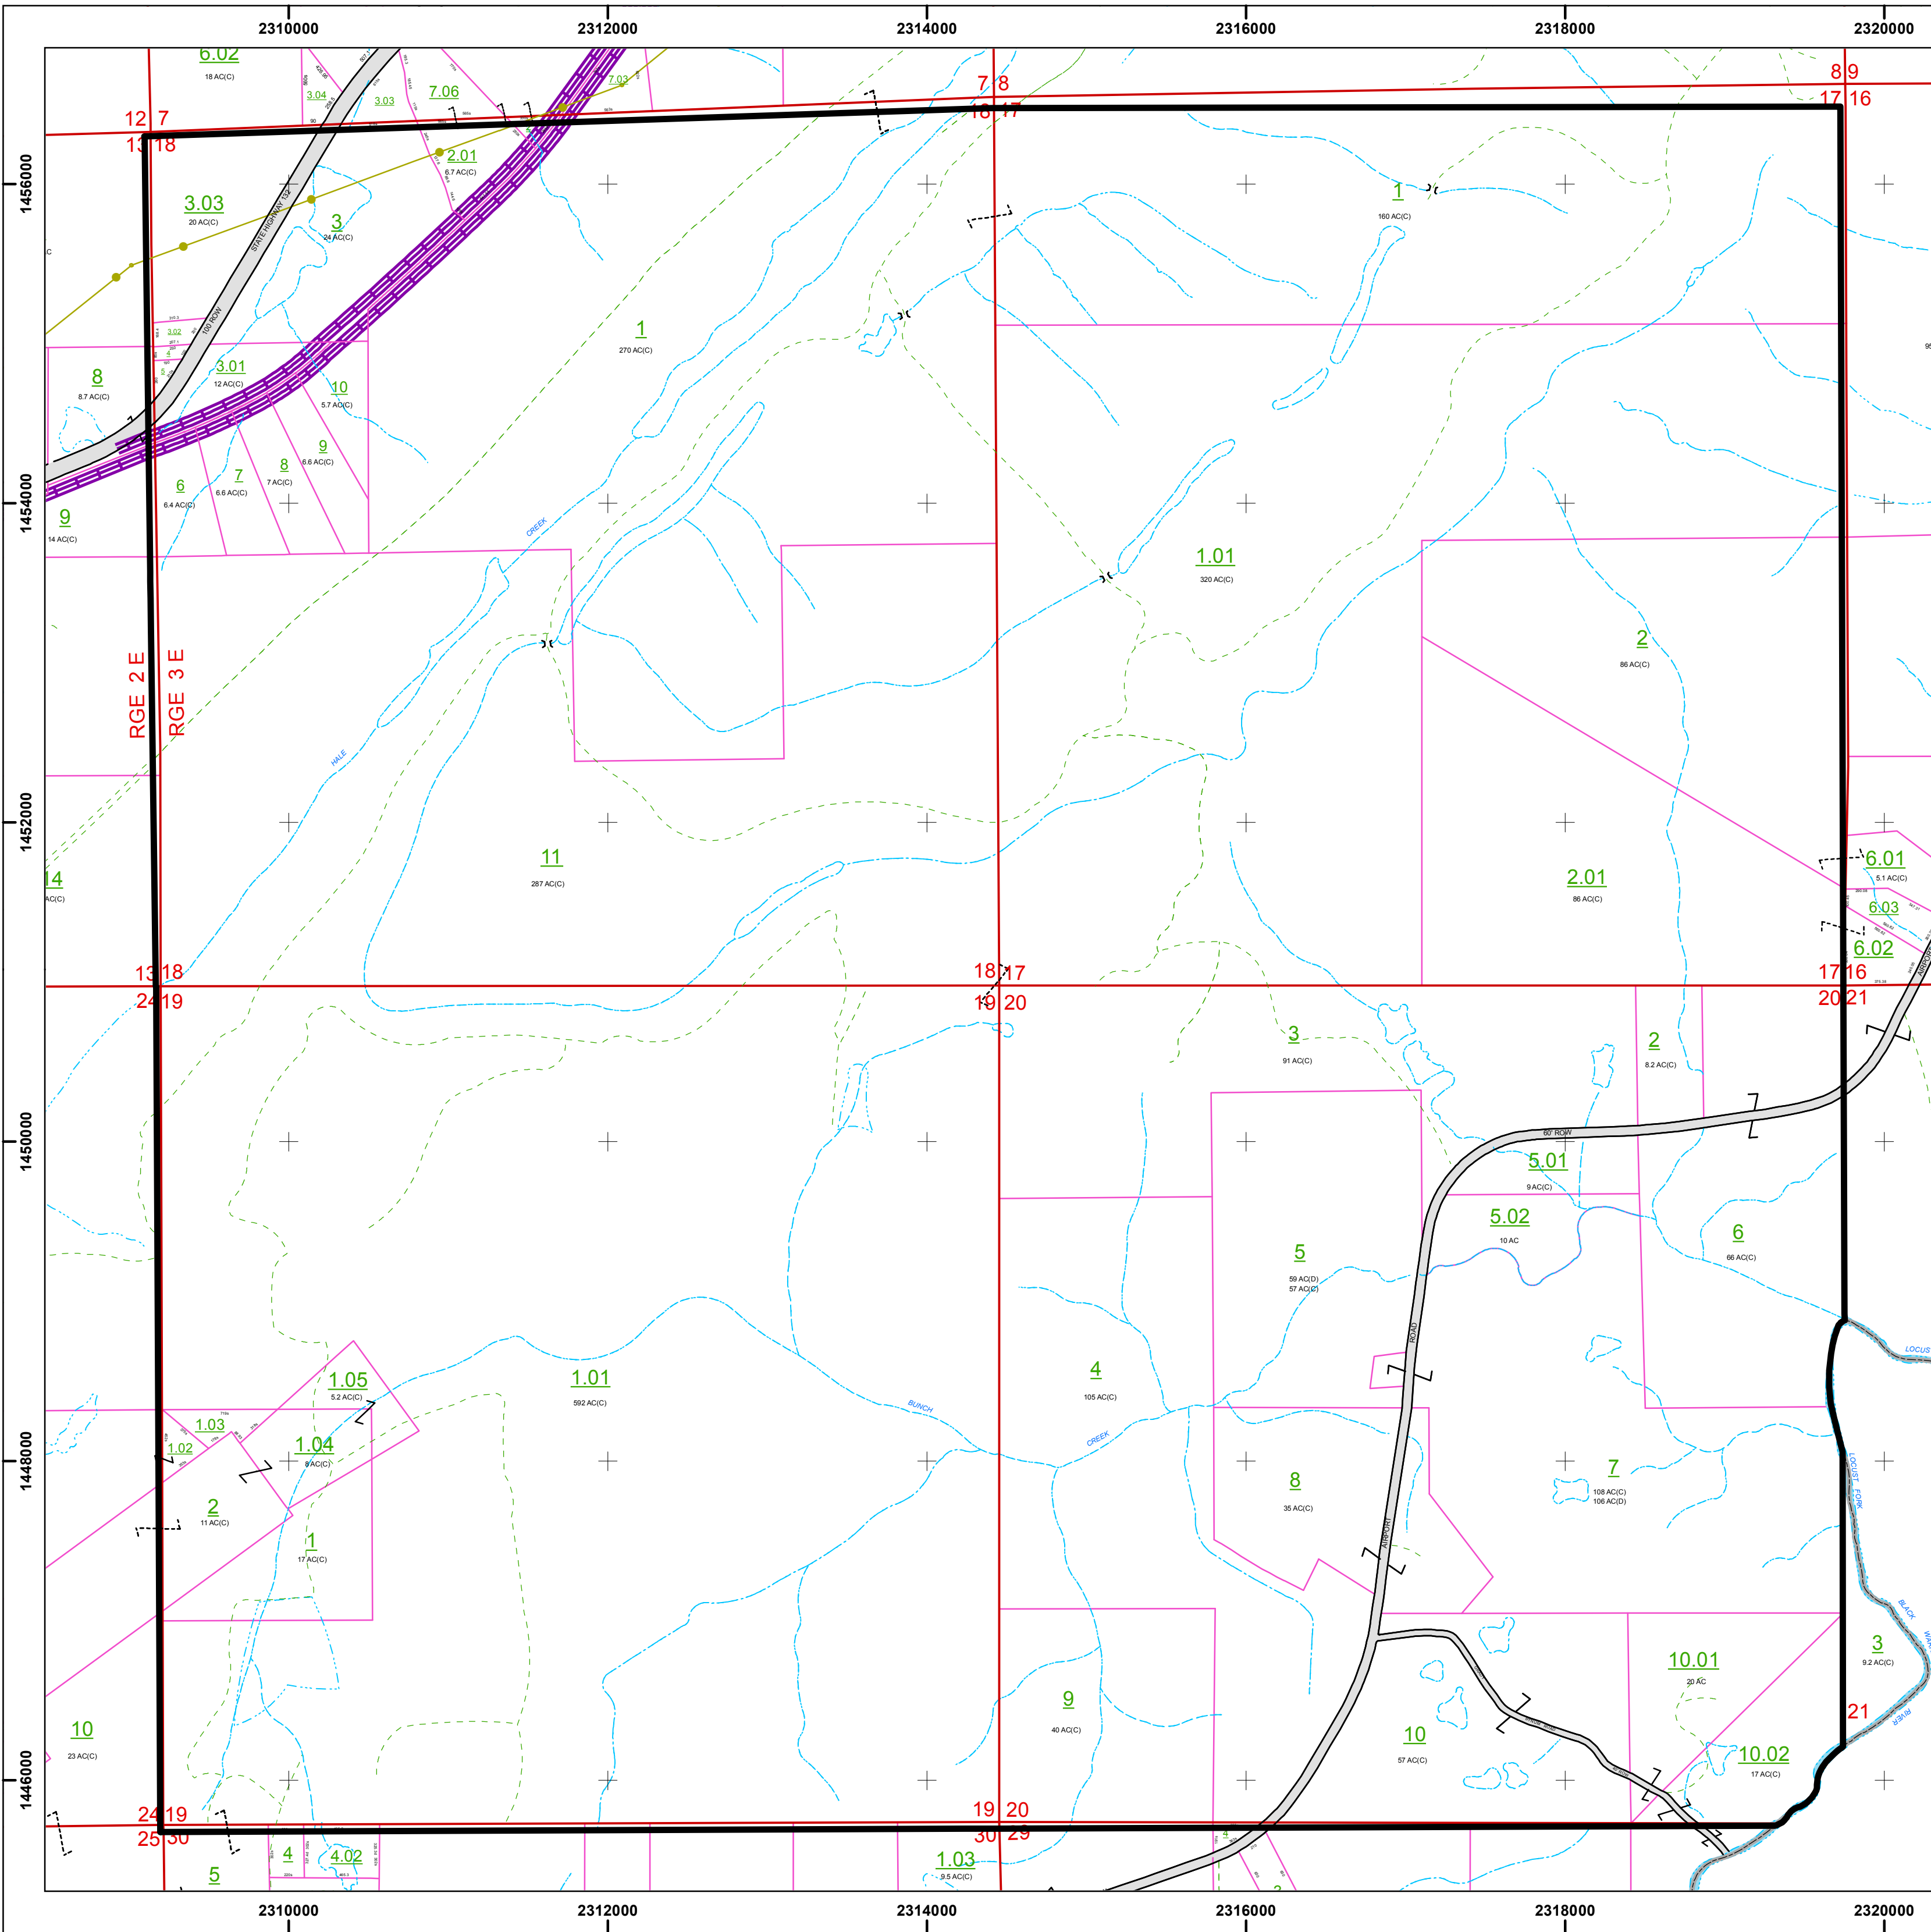 2310000 2312000 2314000 2316000 2318000 2320000
6.02
18 AC(C)
3.04
3.03
7.06
7.03
7 8
8 9
12 7
13 18
18 17
17 16
1456000
2.01
6.7 AC(C)
3.03
20 AC(C)
3
24 AC(C)
STATE HIGHWAY 132
1
160 AC(C)
100 ROW
3.02
1
270 AC(C)
3.01
12 AC(C)
8
8.7 AC(C)
10
5.7 AC(C)
9
6.6 AC(C)
8
7 AC(C)
7
6.6 AC(C)
6
6.4 AC(C)
1454000
9
14 AC(C)
CREEK
1.01
320 AC(C)
2
86 AC(C)
RGE 2 E
RGE 3 E
HALE
1452000
14
AC(C)
11
287 AC(C)
2.01
86 AC(C)
6.01
5.1 AC(C)
6.03
6.02
AIRPORT
13 18
24 19
18 17
19 20
17 16
20 21
3
91 AC(C)
2
8.2 AC(C)
1450000
60' ROW
5.01
9 AC(C)
5.02
10 AC
6
66 AC(C)
5
59 AC(D)
57 AC(C)
ROAD
LOCUS
1.05
5.2 AC(C)
1.01
592 AC(C)
4
105 AC(C)
BUNCH
CREEK
1.03
1.02
1.04
8 AC(C)
1448000
2
11 AC(C)
1
17 AC(C)
8
35 AC(C)
7
108 AC(C)
106 AC(D)
LOCUST FORK
AIRPORT
BLACK
3
9.2 AC(C)
10.01
20 AC
9
40 AC(C)
10
57 AC(C)
10.02
17 AC(C)
21
RIVER
10
23 AC(C)
1446000
24 19
25 30
19 20
30 29
5
4
4.02
1.03
9.5 AC(C)
4
2310000 2312000 2314000 2316000 2318000 2320000